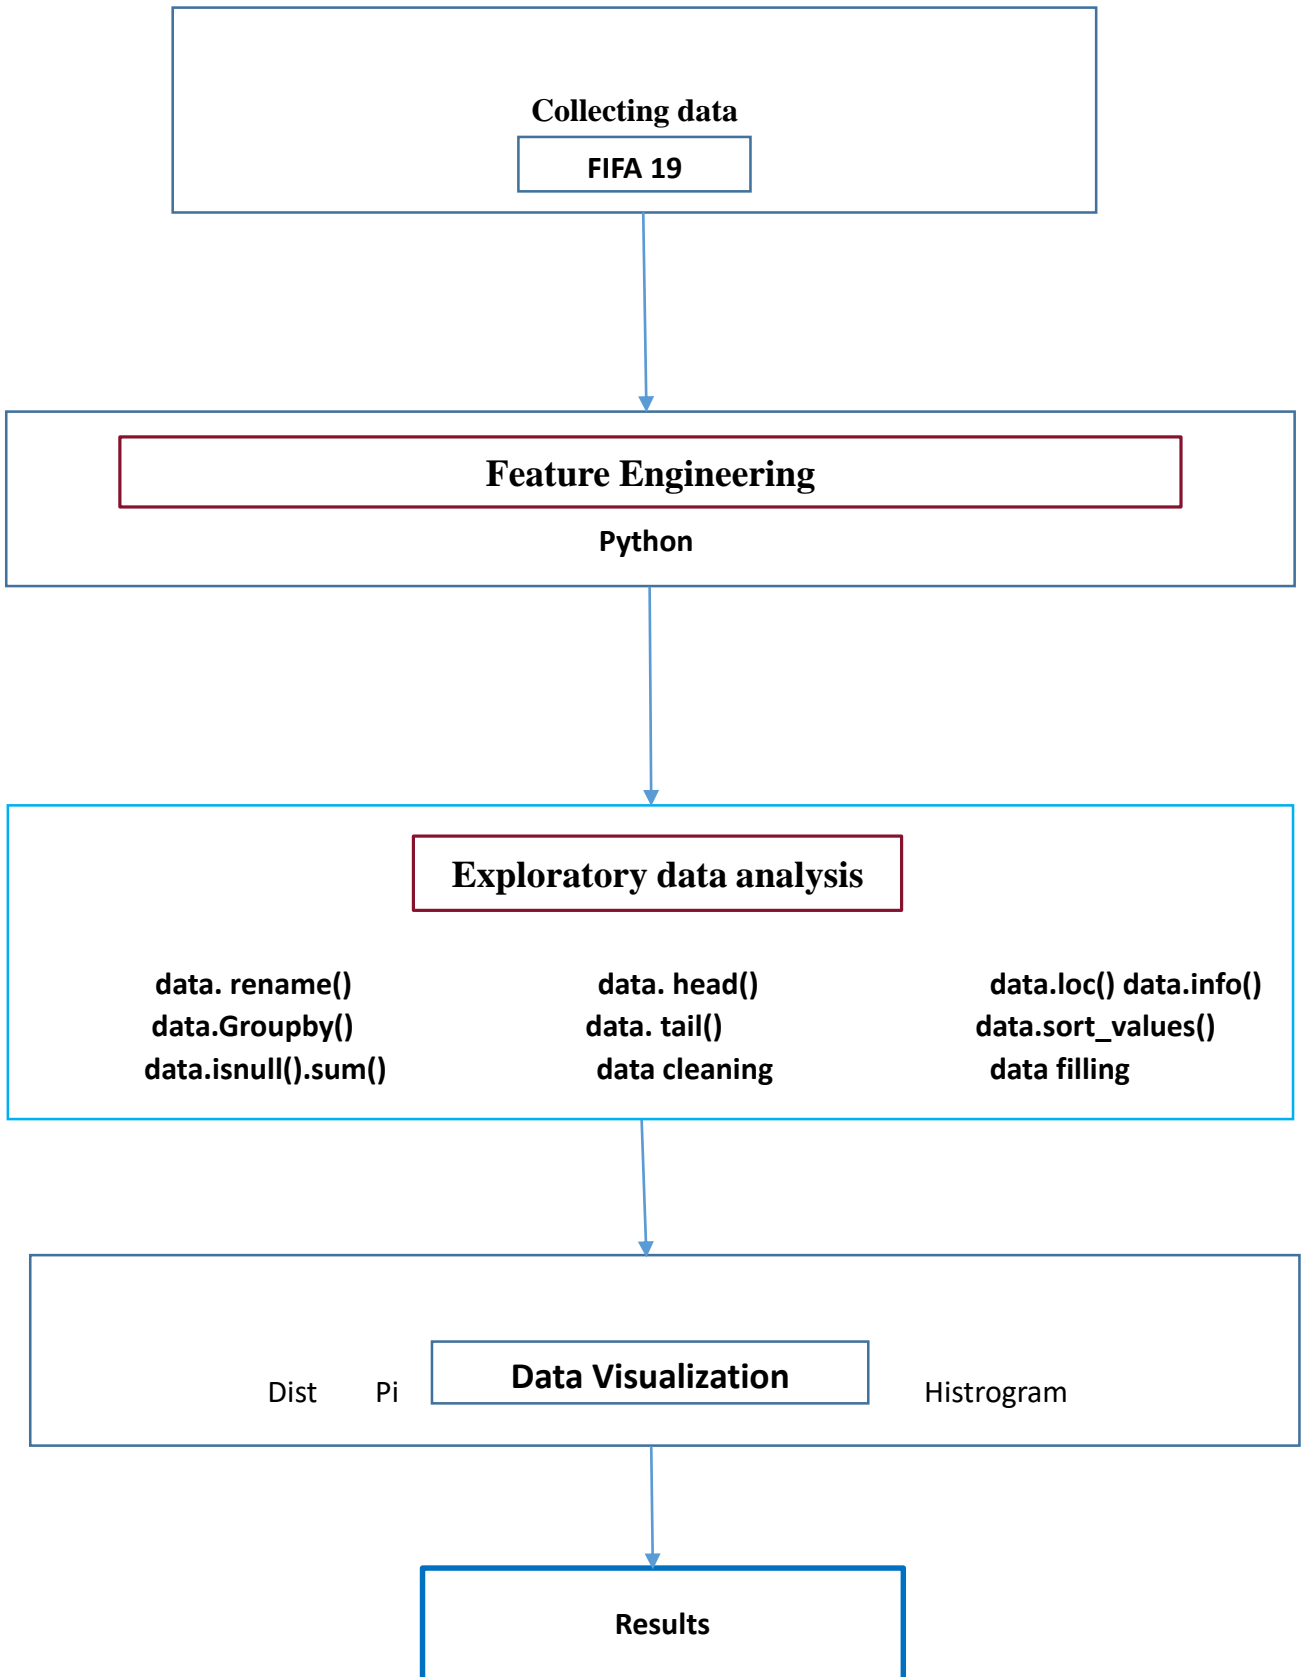 Collecting data
FIFA 19
Feature Engineering
Python
Exploratory data analysis
data. rename() data. head() data.loc() data.info()
data.Groupby() data. tail() data.sort_values()
data.isnull().sum() data cleaning data filling
Data Visualization
Dist Pi Histrogram
Results